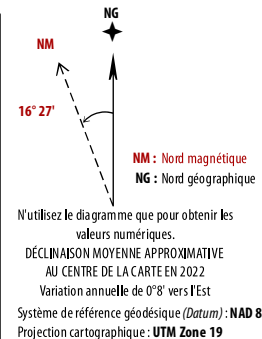 NG
NM
16° 27'
NM : Nord magnétique
NG : Nord géographique
N'utilisez le diagramme que pour obtenir les
valeurs numériques.
DÉCLINAISON MOYENNE APPROXIMATIVE
AU CENTRE DE LA CARTE EN 2022
Variation annuelle de 0°8' vers l'Est
Système de référence géodésique (Datum) : NAD 8
Projection cartographique : UTM Zone 19